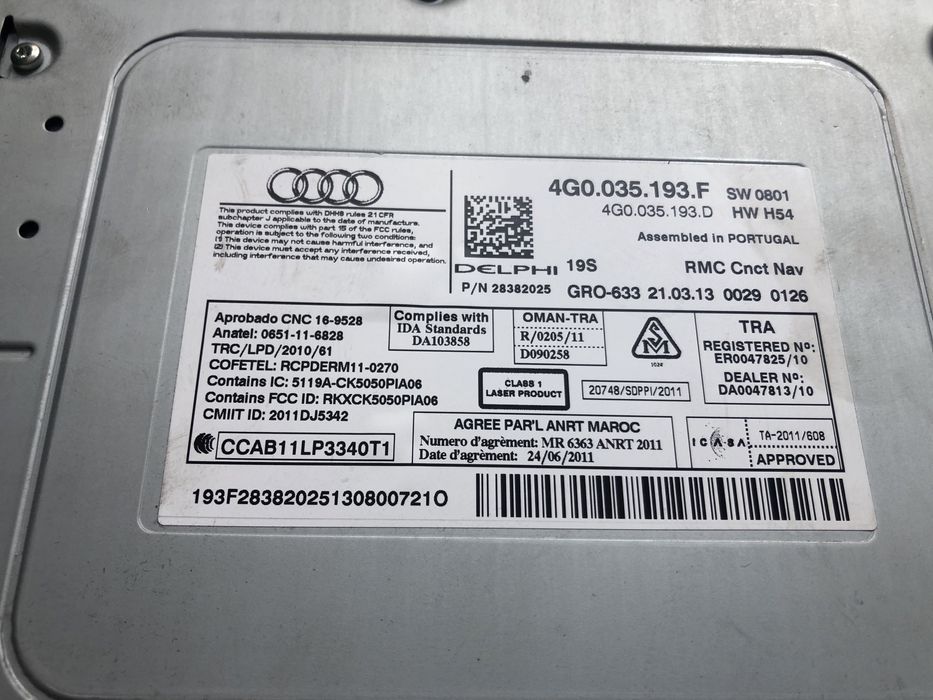 This product complies with DHHS rules 21 CFR
subchapter J applicable to the date of manufacture.
This device complies with part 15 of the FCC rules,
operation is subject to the following two conditions:
(1) This device may not cause harmful interference, and
(2) This device must accept any interference received,
including interference that may cause undesired operation.
DELPHI 19S
P/N 28382025
4G0.035.193.F SW 0801
4G0.035.193.D HW H54
Assembled in PORTUGAL
RMC Cnct Nav
GRO-633 21.03.13 0029 0126
Aprobado CNC 16-9528
Anatel: 0651-11-6828
TRC/LPD/2010/61
COFETEL: RCPDERM11-0270
Contains IC: 5119A-CK5050PIA06
Contains FCC ID: RKXCK5050PIA06
CMIIT ID: 2011DJ5342
CCAB11LP3340T1
Complies with
IDA Standards
DA103858
OMAN-TRA
R/0205/11
D090258
CLASS 1
LASER PRODUCT
20748/SDPPI/2011
TRA
REGISTERED Nº:
ER0047825/10
DEALER Nº:
DA0047813/10
AGREE PAR'L ANRT MAROC
Numero d'agrément: MR 6363 ANRT 2011
Date d'agrément: 24/06/2011
ICASA
TA-2011/608
APPROVED
193F28382025130800721O